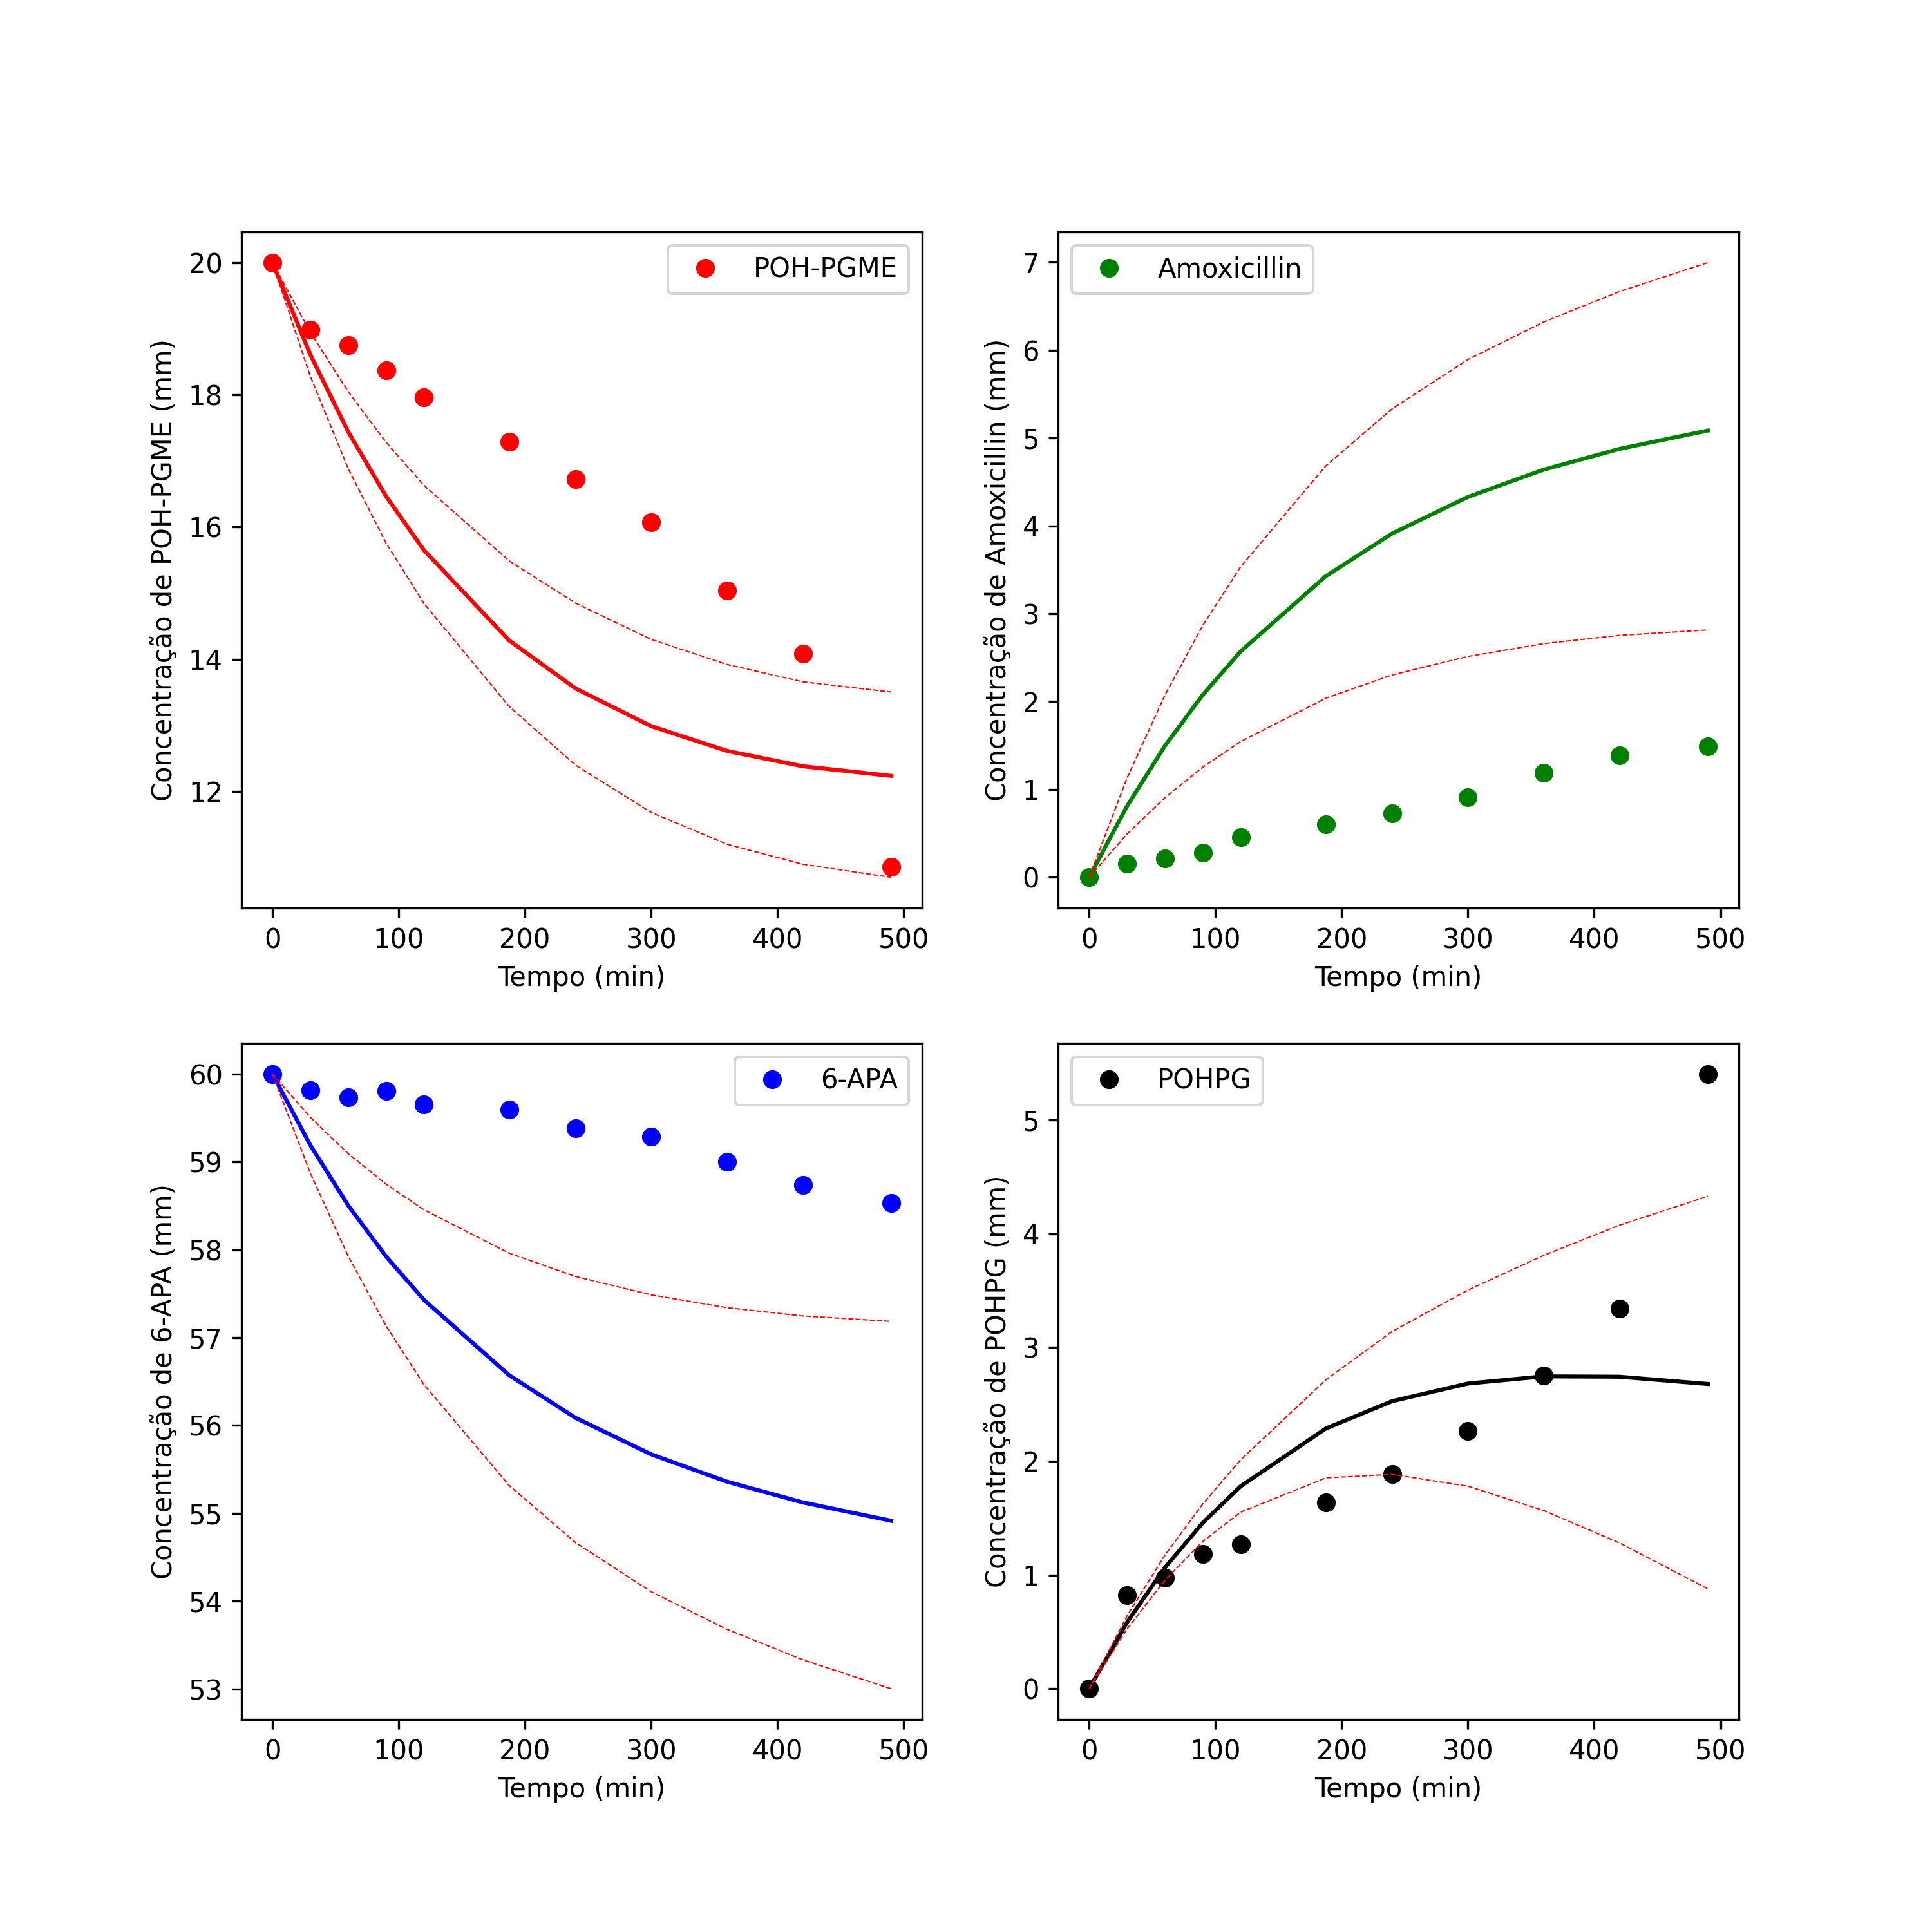 POH-PGME
Concentração de POH-PGME (mm)
20
18
16
14
12
0 100 200 300 400 500
Tempo (min)
Amoxicillin
Concentração de Amoxicillin (mm)
7
6
5
4
3
2
1
0
0 100 200 300 400 500
Tempo (min)
6-APA
Concentração de 6-APA (mm)
60
59
58
57
56
55
54
53
0 100 200 300 400 500
Tempo (min)
POHPG
Concentração de POHPG (mm)
5
4
3
2
1
0
0 100 200 300 400 500
Tempo (min)